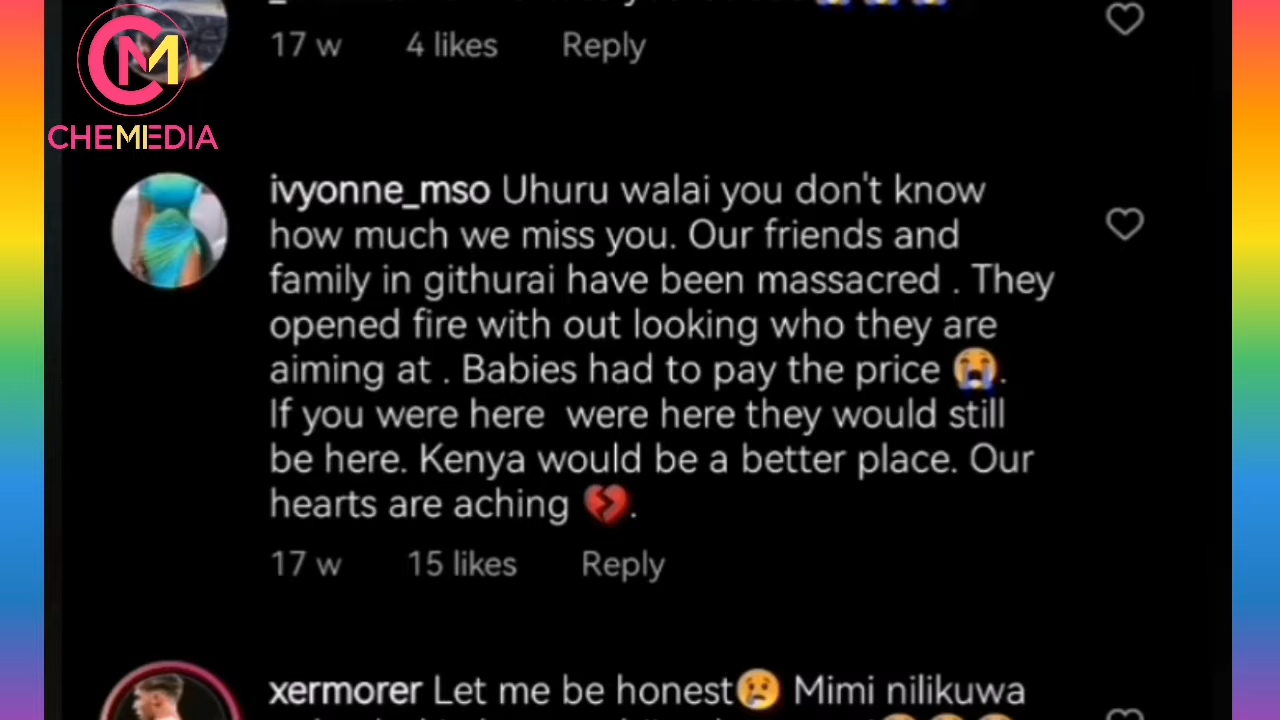 17 w 4 likes Reply
CM
CHEMEDIA
ivyonne_mso Uhuru walai you don't know
how much we miss you. Our friends and
family in githurai have been massacred . They
opened fire with out looking who they are
aiming at . Babies had to pay the price 😭.
If you were here were here they would still
be here. Kenya would be a better place. Our
hearts are aching 💔.
17 w 15 likes Reply
xermorer Let me be honest😢 Mimi nilikuwa